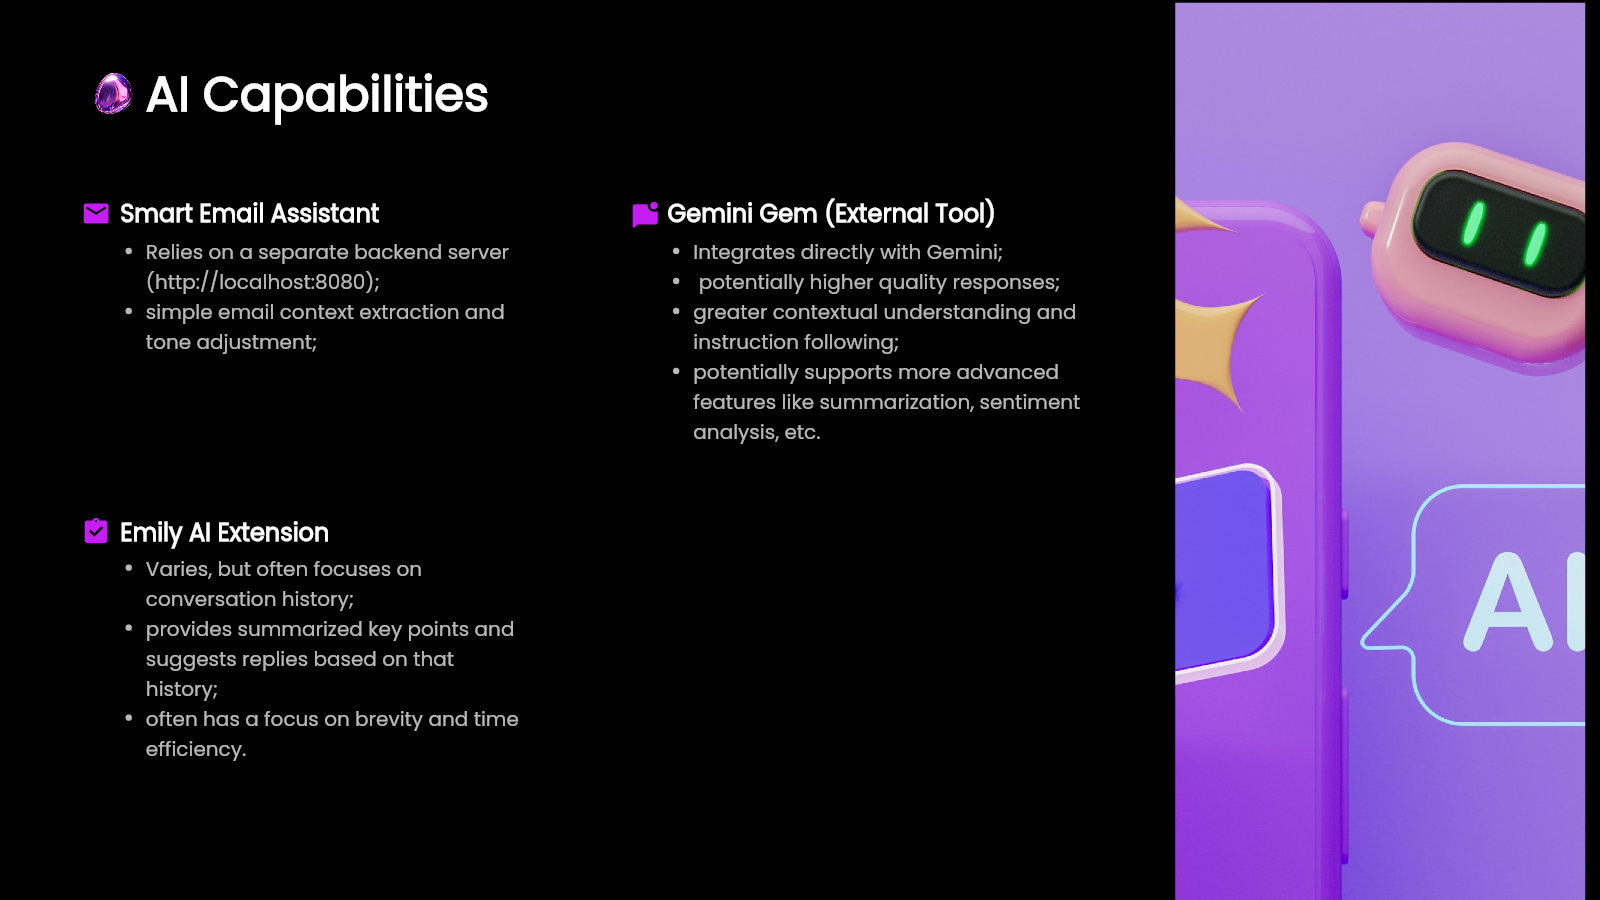 AI Capabilities
Smart Email Assistant
• Relies on a separate backend server
(http://localhost:8080);
• simple email context extraction and
tone adjustment;
Gemini Gem (External Tool)
• Integrates directly with Gemini;
• potentially higher quality responses;
• greater contextual understanding and
instruction following;
• potentially supports more advanced
features like summarization, sentiment
analysis, etc.
Emily AI Extension
• Varies, but often focuses on
conversation history;
• provides summarized key points and
suggests replies based on that
history;
• often has a focus on brevity and time
efficiency.
AI